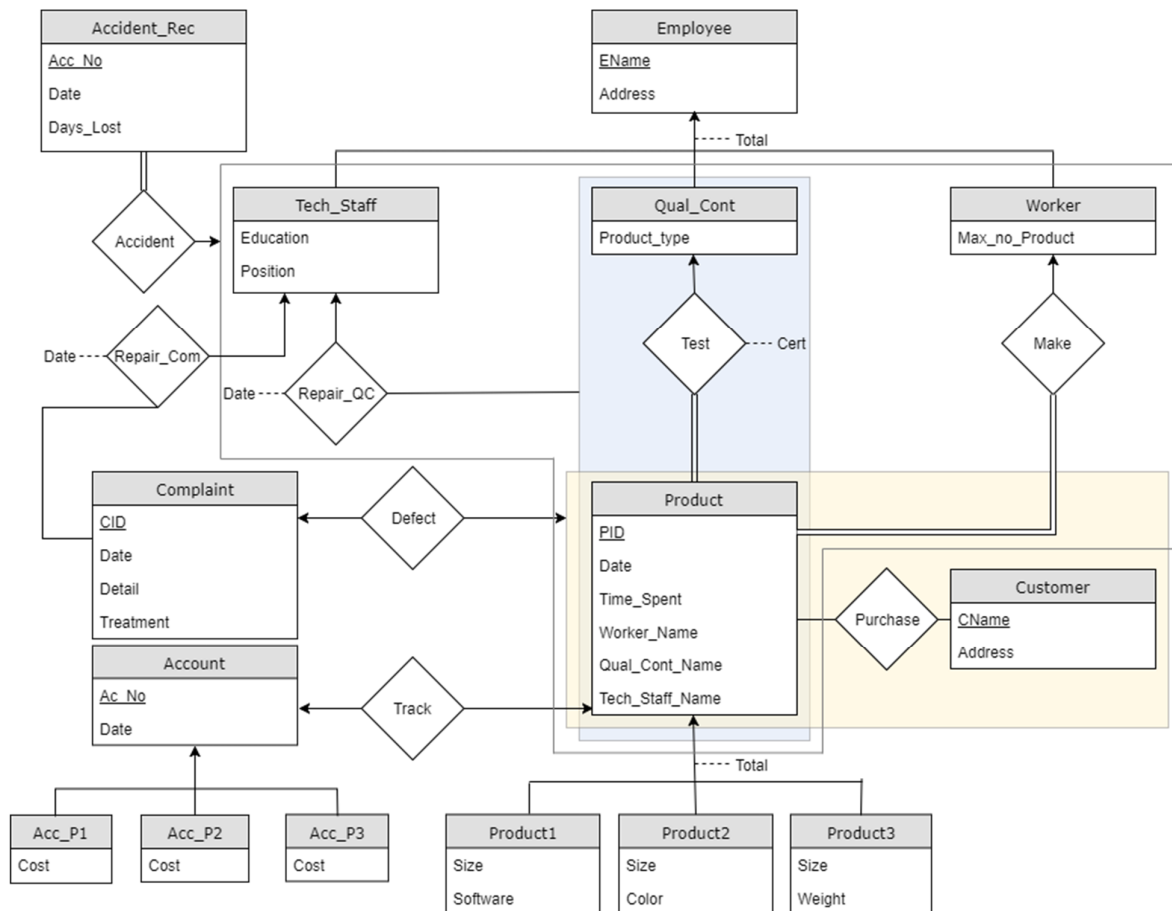 Accident_Rec
Acc_No
Date
Days_Lost
Employee
EName
Address
Total
Tech_Staff
Education
Position
Qual_Cont
Product_type
Worker
Max_no_Product
Accident
Date
Repair_Com
Date
Repair_QC
Test
Cert
Make
Complaint
CID
Date
Detail
Treatment
Defect
Product
PID
Date
Time_Spent
Worker_Name
Qual_Cont_Name
Tech_Staff_Name
Purchase
Customer
CName
Address
Account
Ac_No
Date
Track
Total
Acc_P1
Cost
Acc_P2
Cost
Acc_P3
Cost
Product1
Size
Software
Product2
Size
Color
Product3
Size
Weight